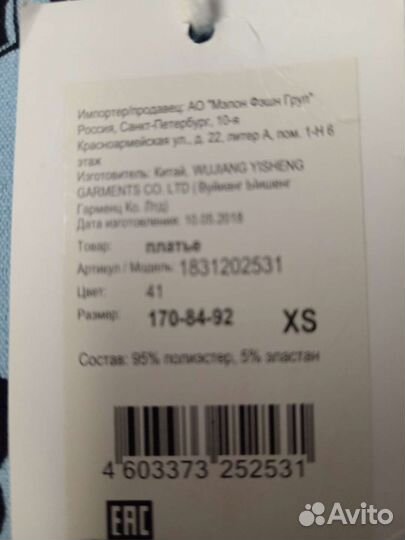 Импортер/продавец: АО "Мэлон Фэшн Груп"
Россия, Санкт-Петербург, 10-я
Красноармейская ул., д. 22, литер А, пом. 1-Н 6
этаж
Изготовитель: Китай, WUJIANG YISHENG
GARMENTS CO. LTD ( Вуйжанг Ыйишенг
Гарменц Ко. Лтд)
Дата изготовления: 10.05.2018
Товар: платье
Артикул / Модель: 1831202531
Цвет: 41
Размер: 170-84-92 XS
Состав: 95% полиэстер, 5% эластан
4 603373 252531
EAC
Avito